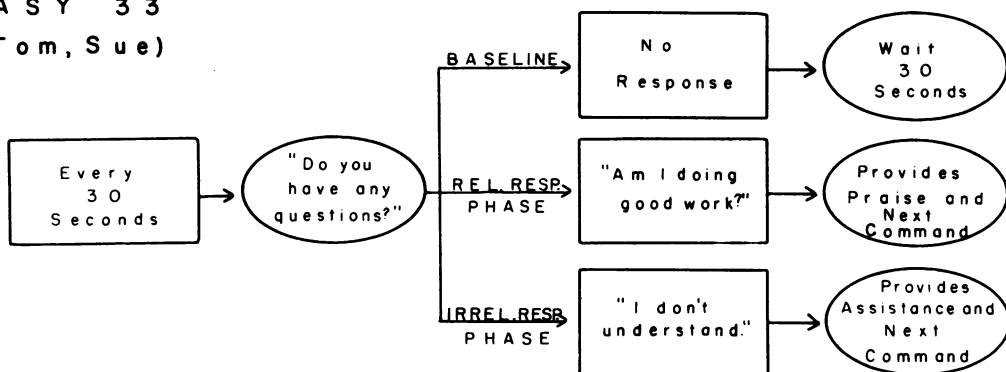 ASY 33
Tom, Sue)
Every
30
Seconds
"Do you
have any
questions?"
BASELINE
No
Response
Wait
30
Seconds
REL. RESP.
PHASE
"Am I doing
good work?"
Provides
Praise and
Next
Command
IRREL. RESP.
PHASE
"I don't
understand."
Provides
Assistance and
Next
Command